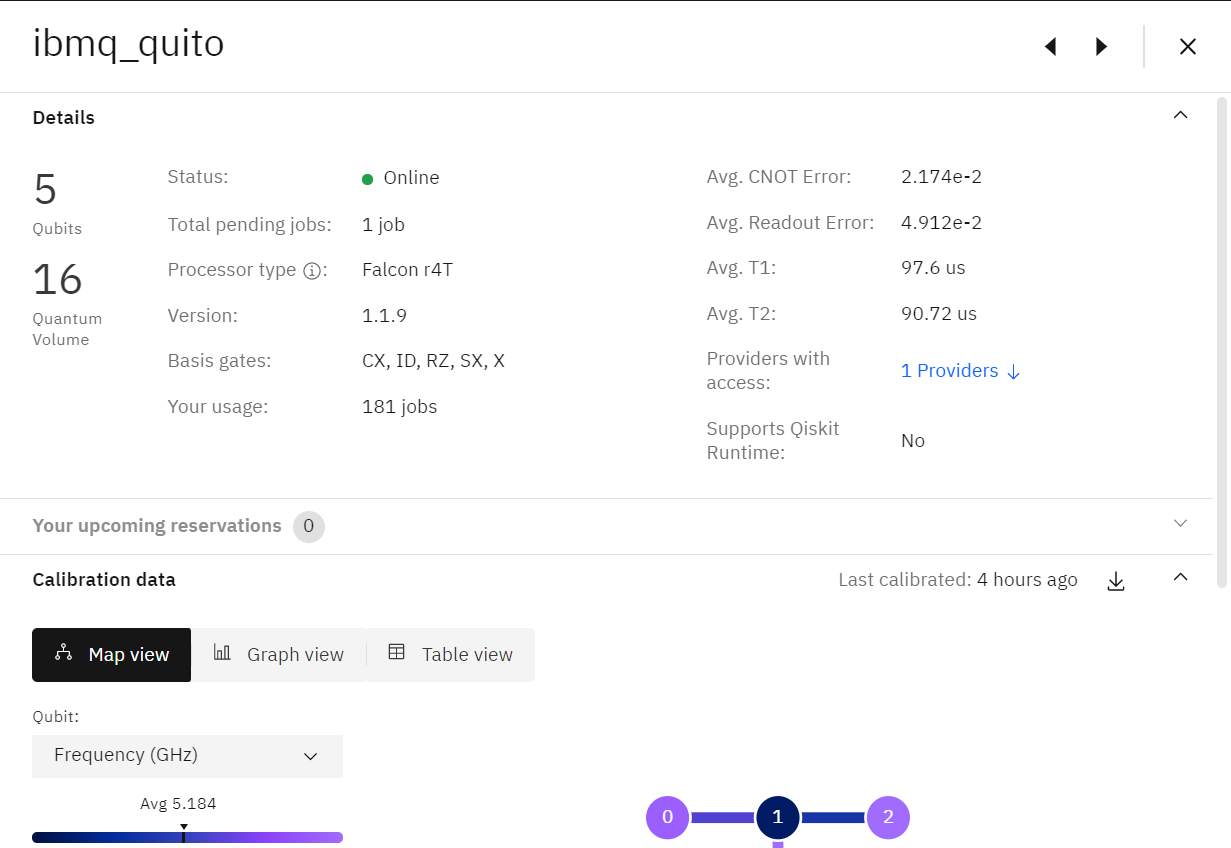 ibmq_quito
Details
5
Qubits
16
Quantum
Volume
Status:
Online
Total pending jobs:
1 job
Processor type :
Falcon r4T
Version:
1.1.9
Basis gates:
CX, ID, RZ, SX, X
Your usage:
181 jobs
Avg. CNOT Error:
2.174e-2
Avg. Readout Error:
4.912e-2
Avg. T1:
97.6 us
Avg. T2:
90.72 us
Providers with
access:
1 Providers ↓
Supports Qiskit
Runtime:
No
Your upcoming reservations 0
Calibration data
Last calibrated: 4 hours ago
Map view
Graph view
Table view
Qubit:
Frequency (GHz)
Avg 5.184
0
1
2